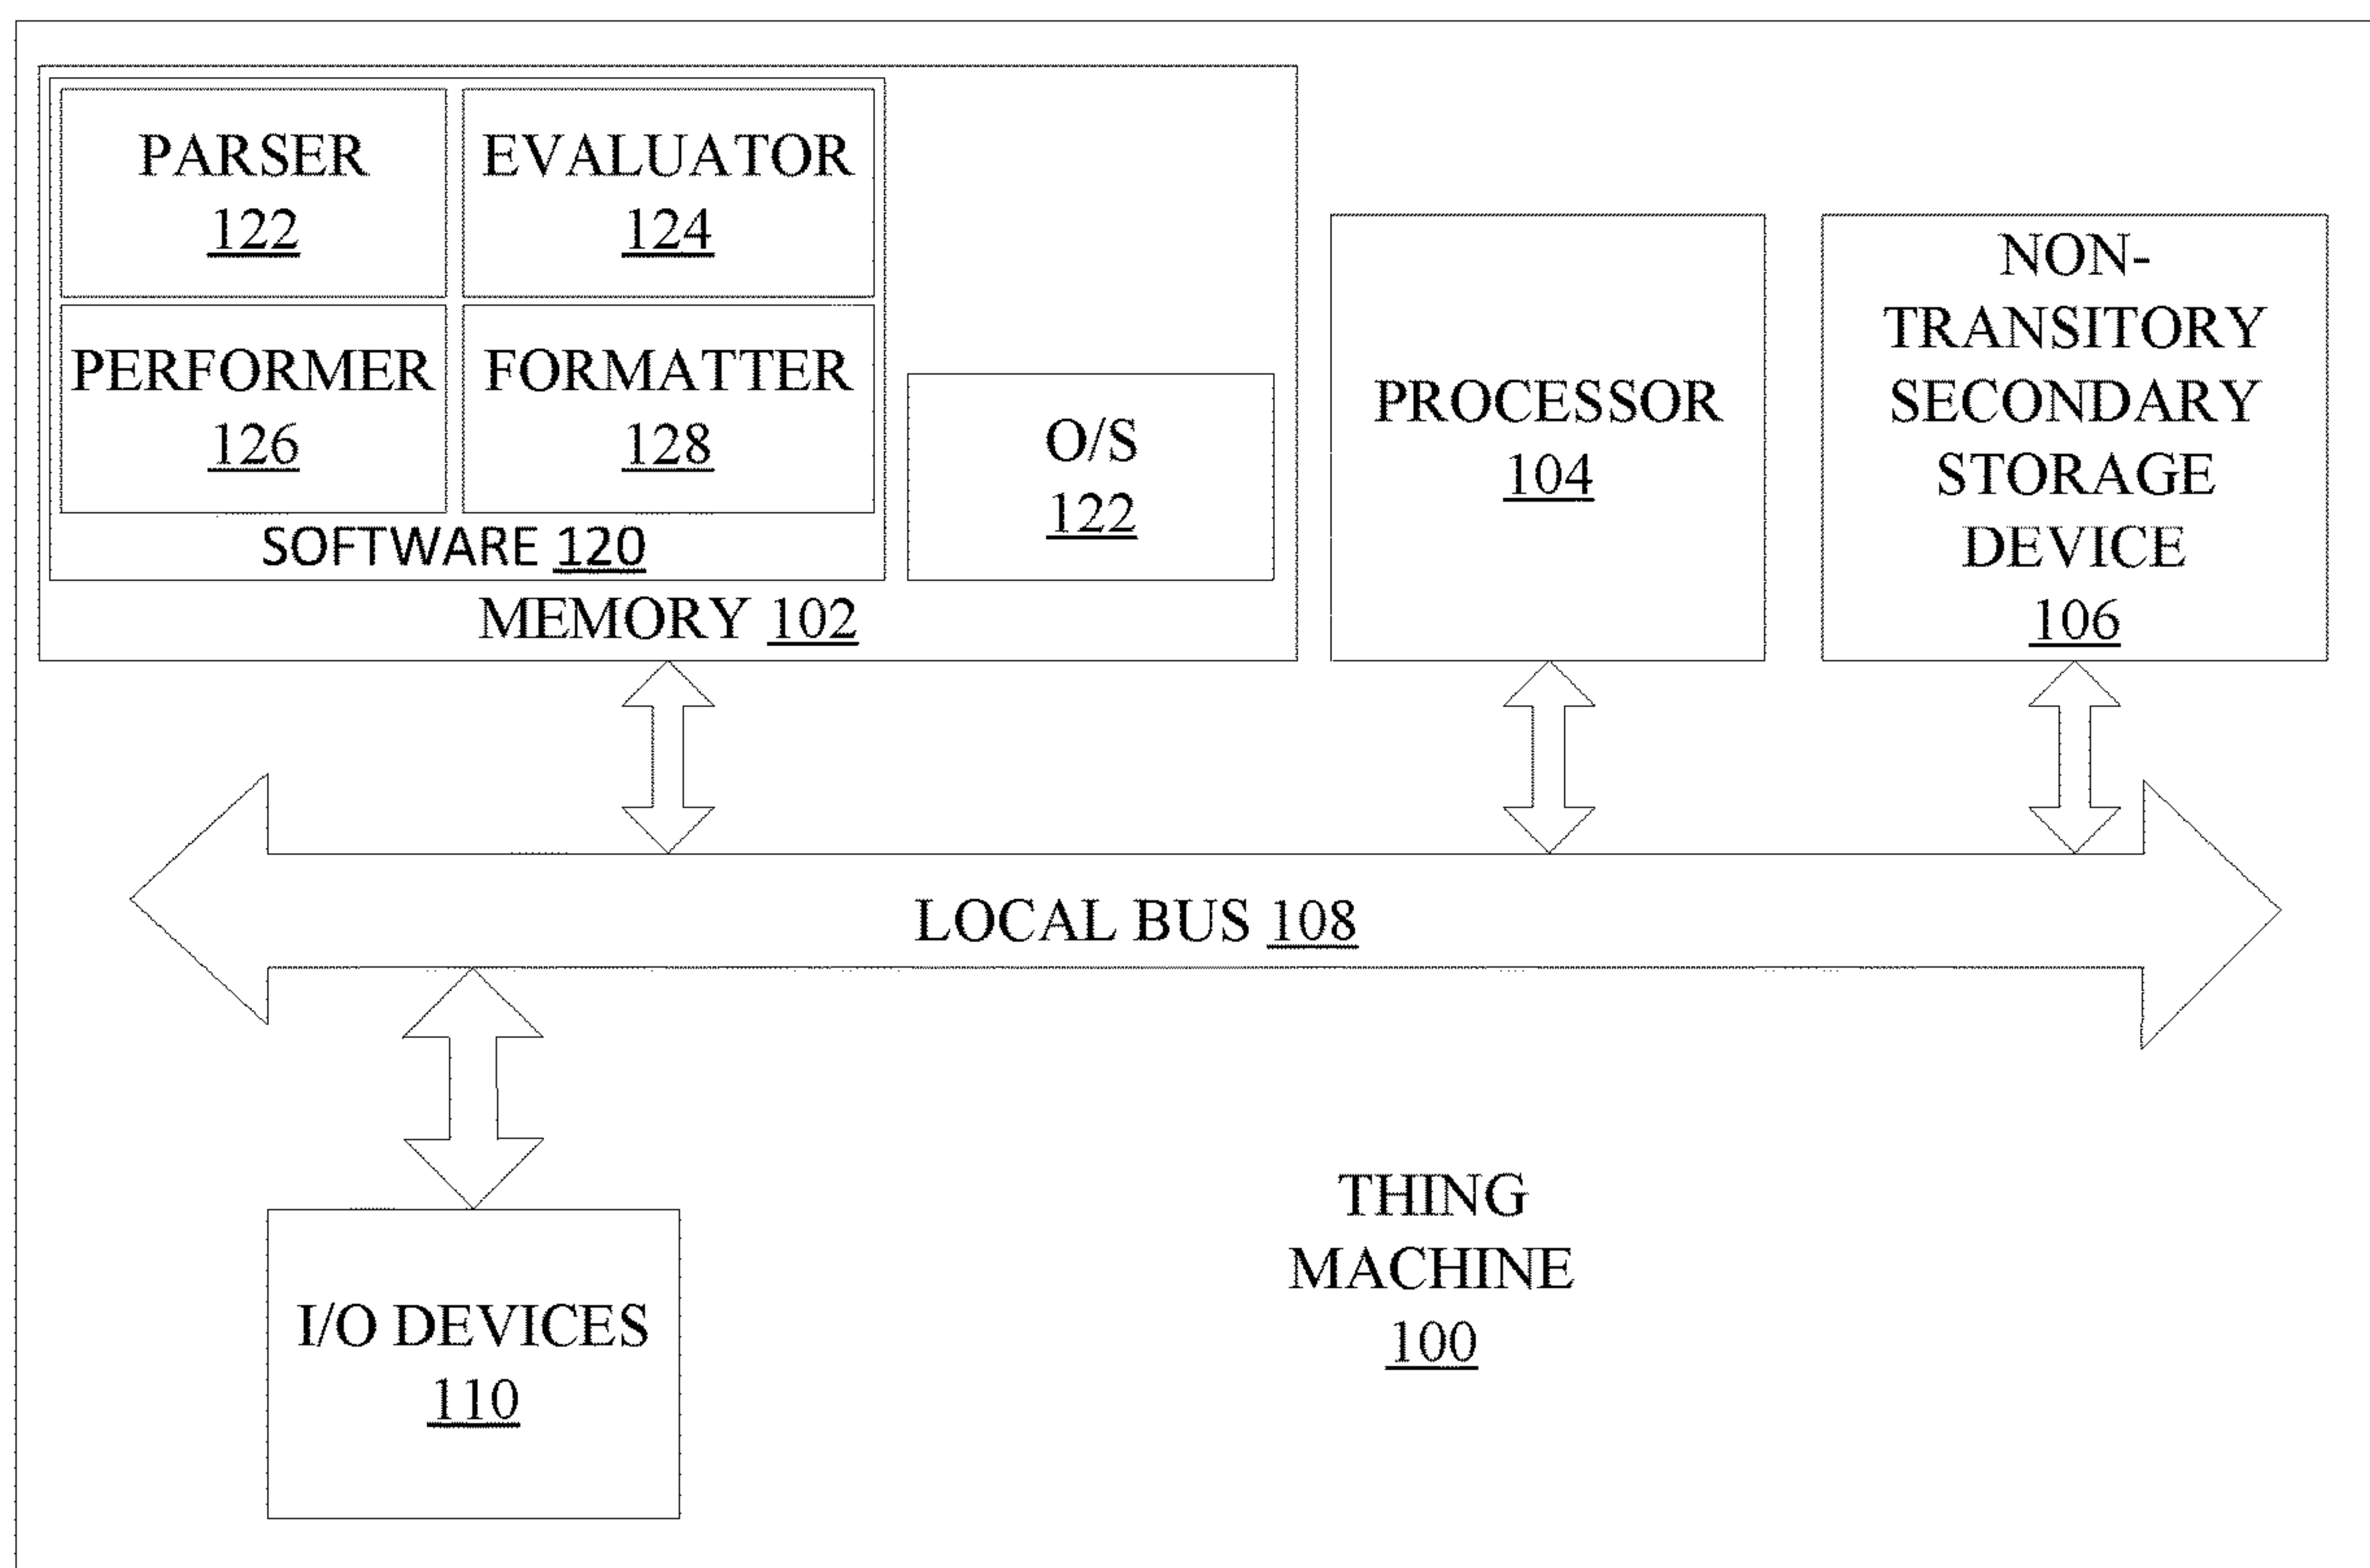 PARSER
122
EVALUATOR
124
PERFORMER
126
FORMATTER
128
SOFTWARE 120
O/S
122
MEMORY 102
PROCESSOR
104
NON-
TRANSITORY
SECONDARY
STORAGE
DEVICE
106
LOCAL BUS 108
I/O DEVICES
110
THING
MACHINE
100